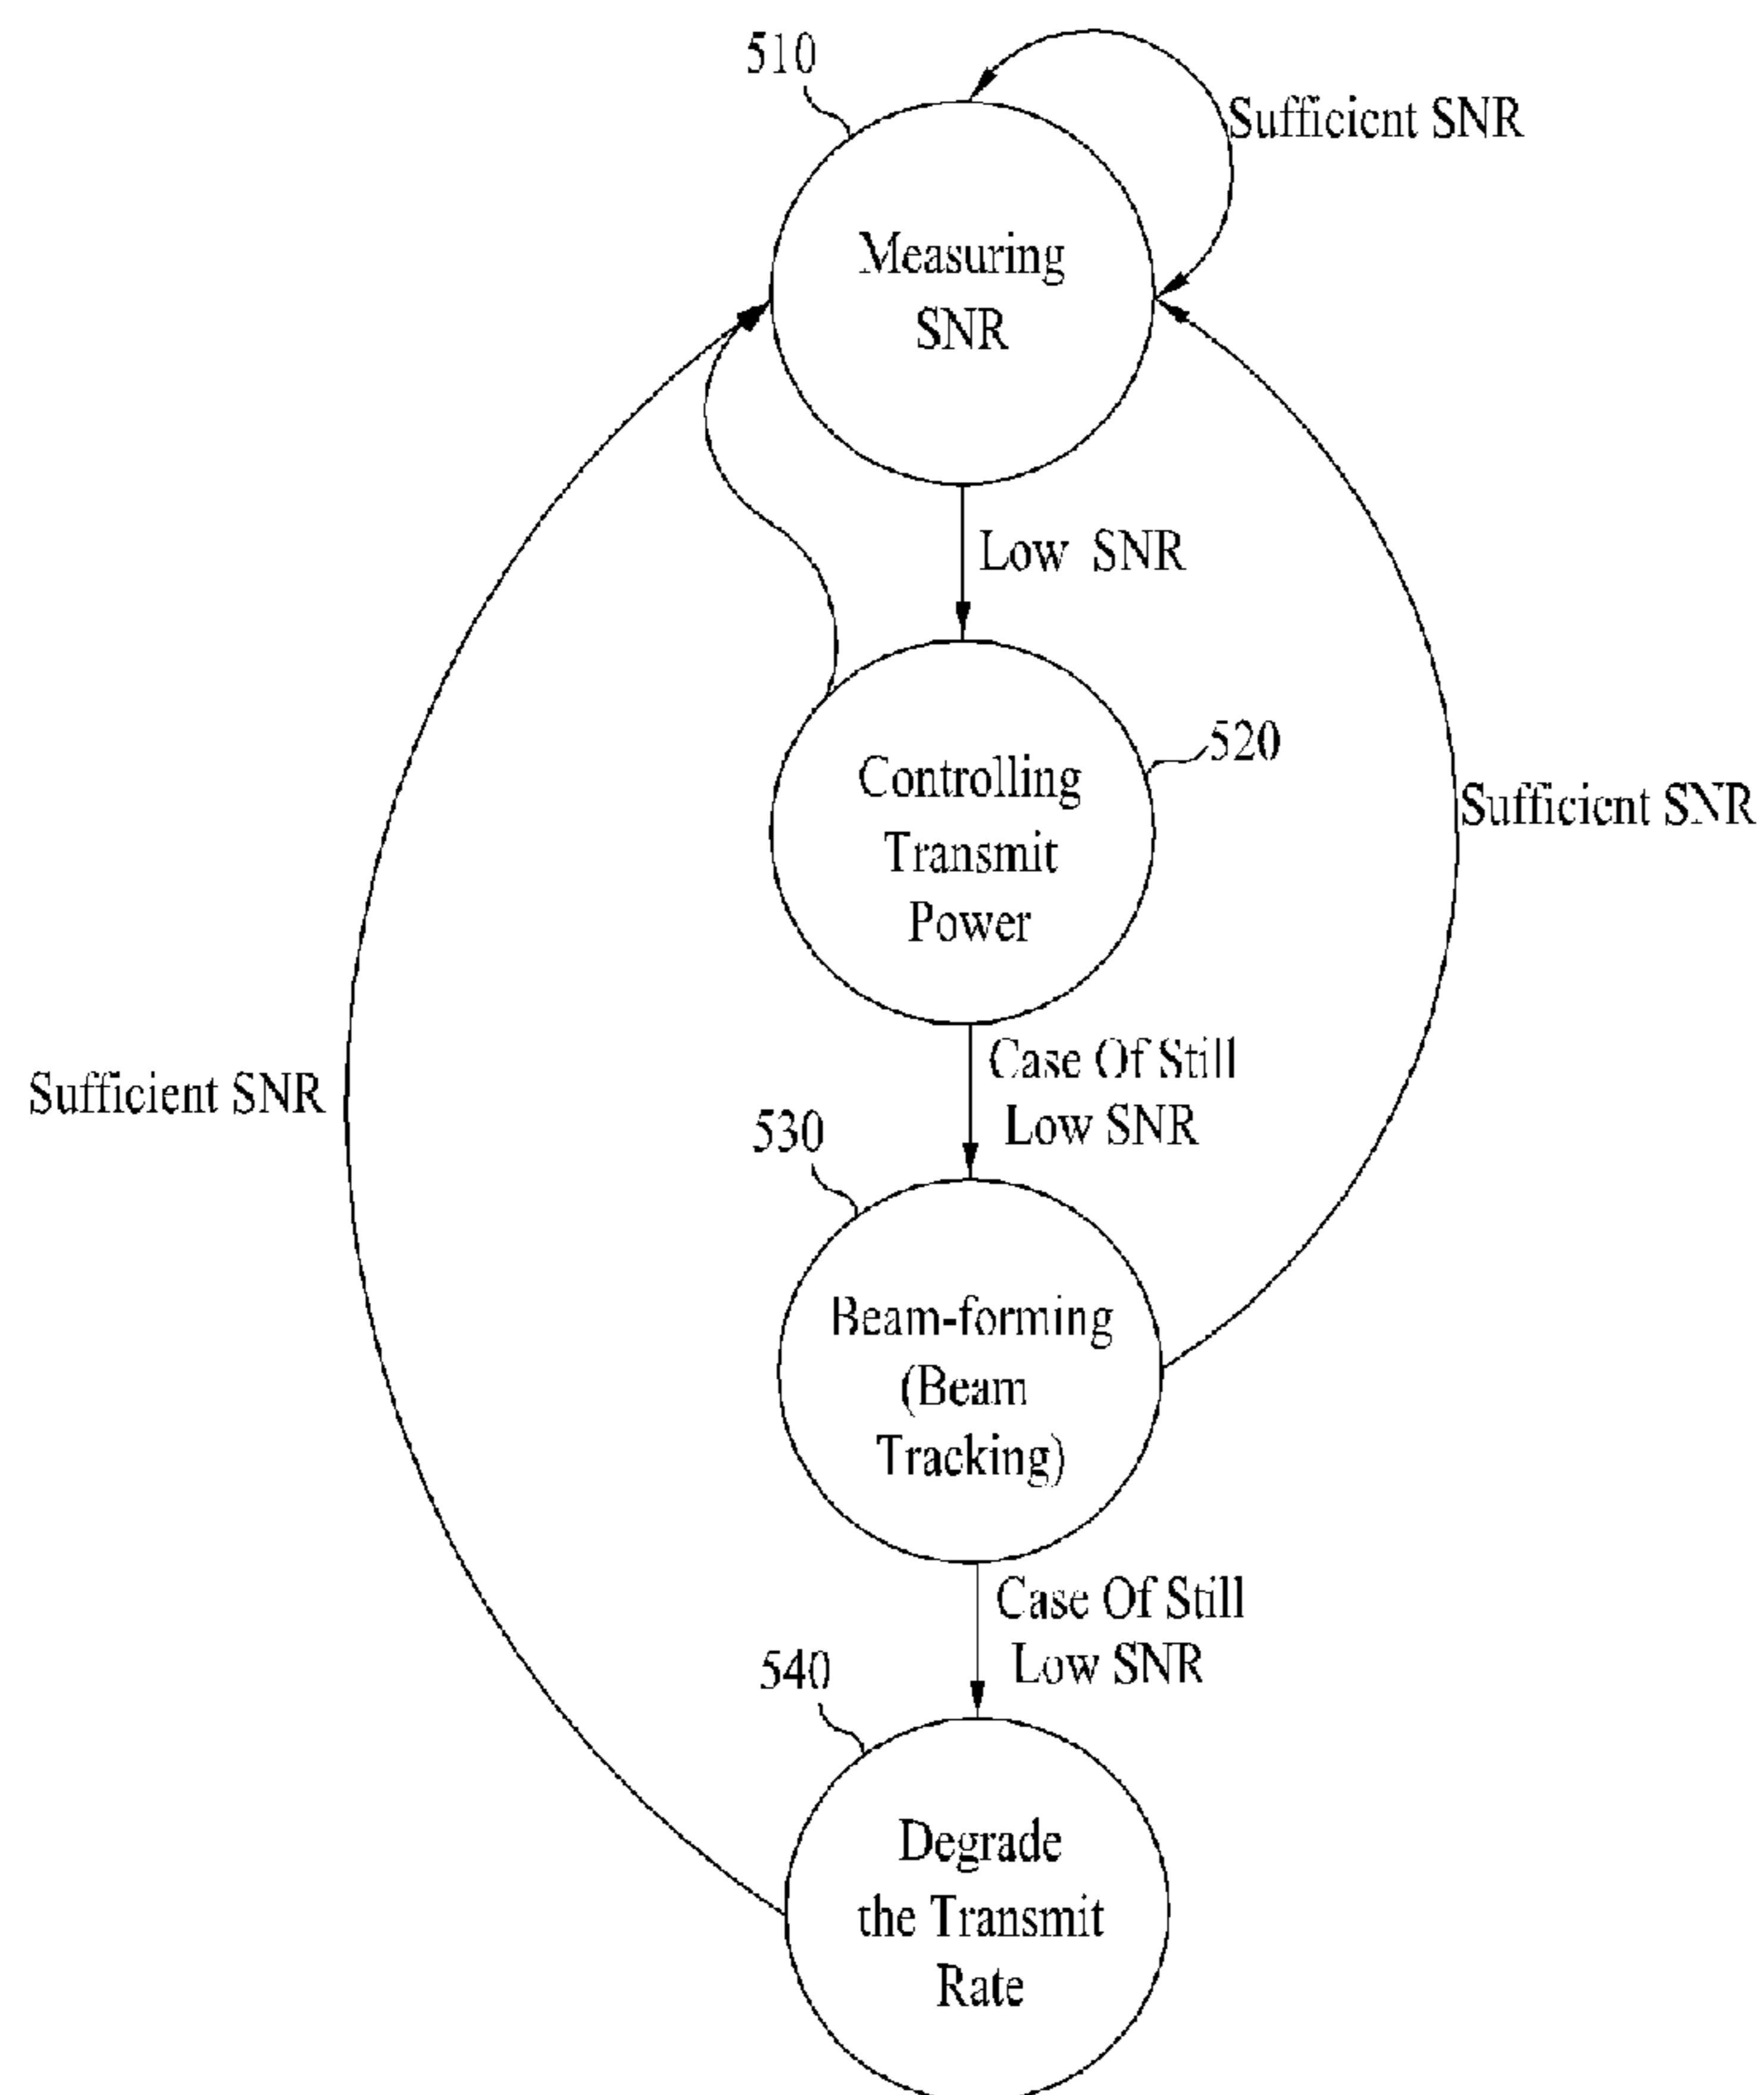 510
Sufficient SNR
Measuring
SNR
Low SNR
520
Controlling
Transmit
Power
Sufficient SNR
Case Of Still
Low SNR
Sufficient SNR
530
Beam-forming
(Beam
Tracking)
Case Of Still
Low SNR
540
Degrade
the Transmit
Rate